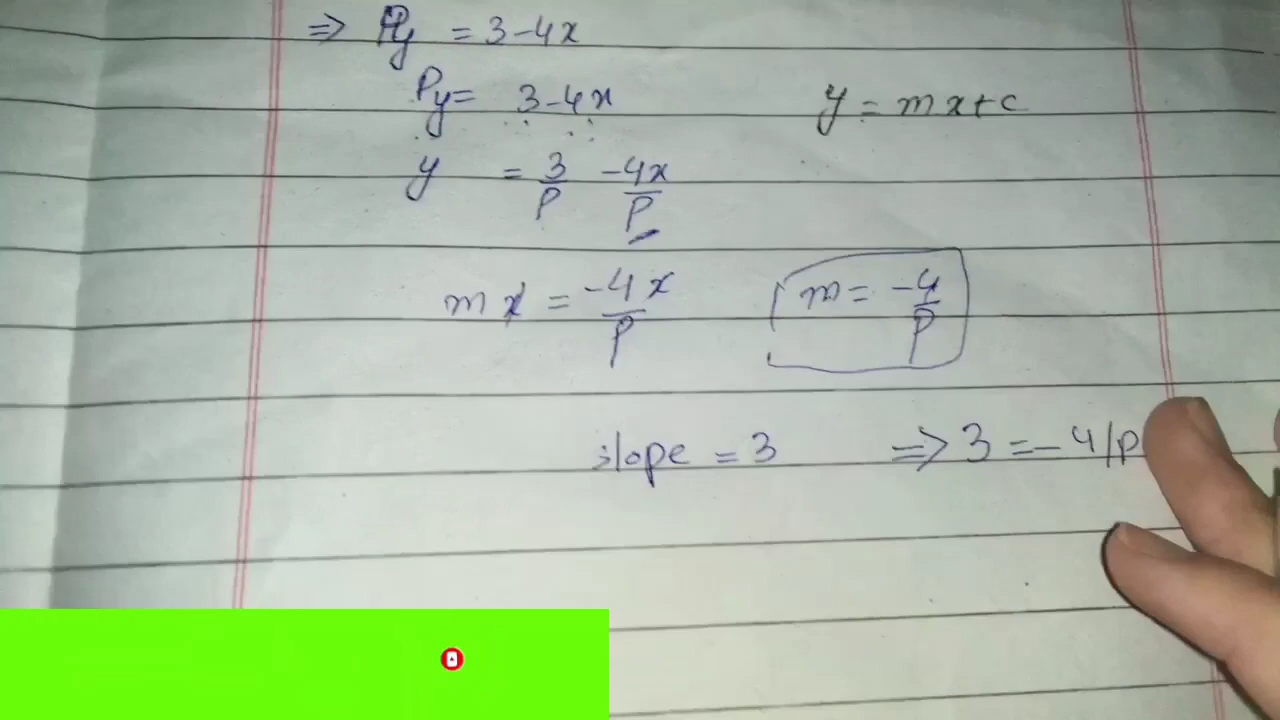 ⇒ Py = 3-4x
Py = 3-4x
y = mx+c
y = 3/P -4x/P
mx = -4x/P
m = -4/P
slope = 3 ⇒ 3 = -4/P